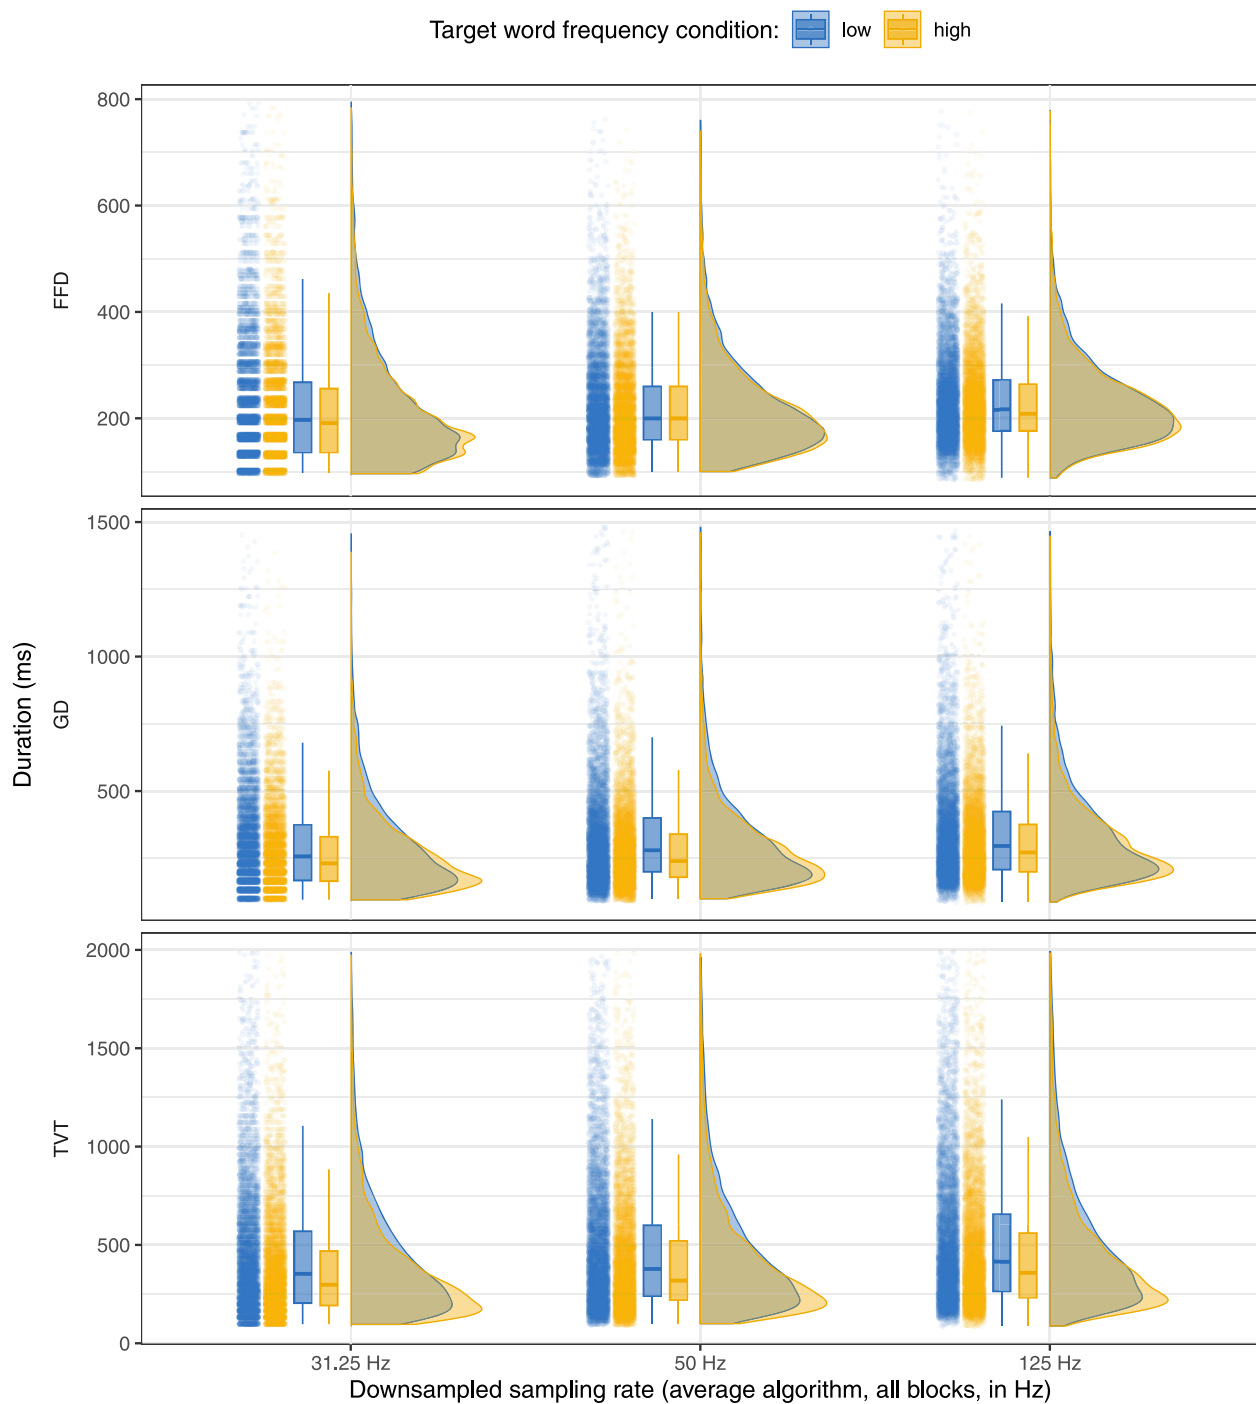 Target word frequency condition: low high
800
600
400
200
FFD
1500
1000
500
GD
2000
1500
1000
500
0
TVT
Duration (ms)
31.25 Hz 50 Hz 125 Hz
Downsampled sampling rate (average algorithm, all blocks, in Hz)